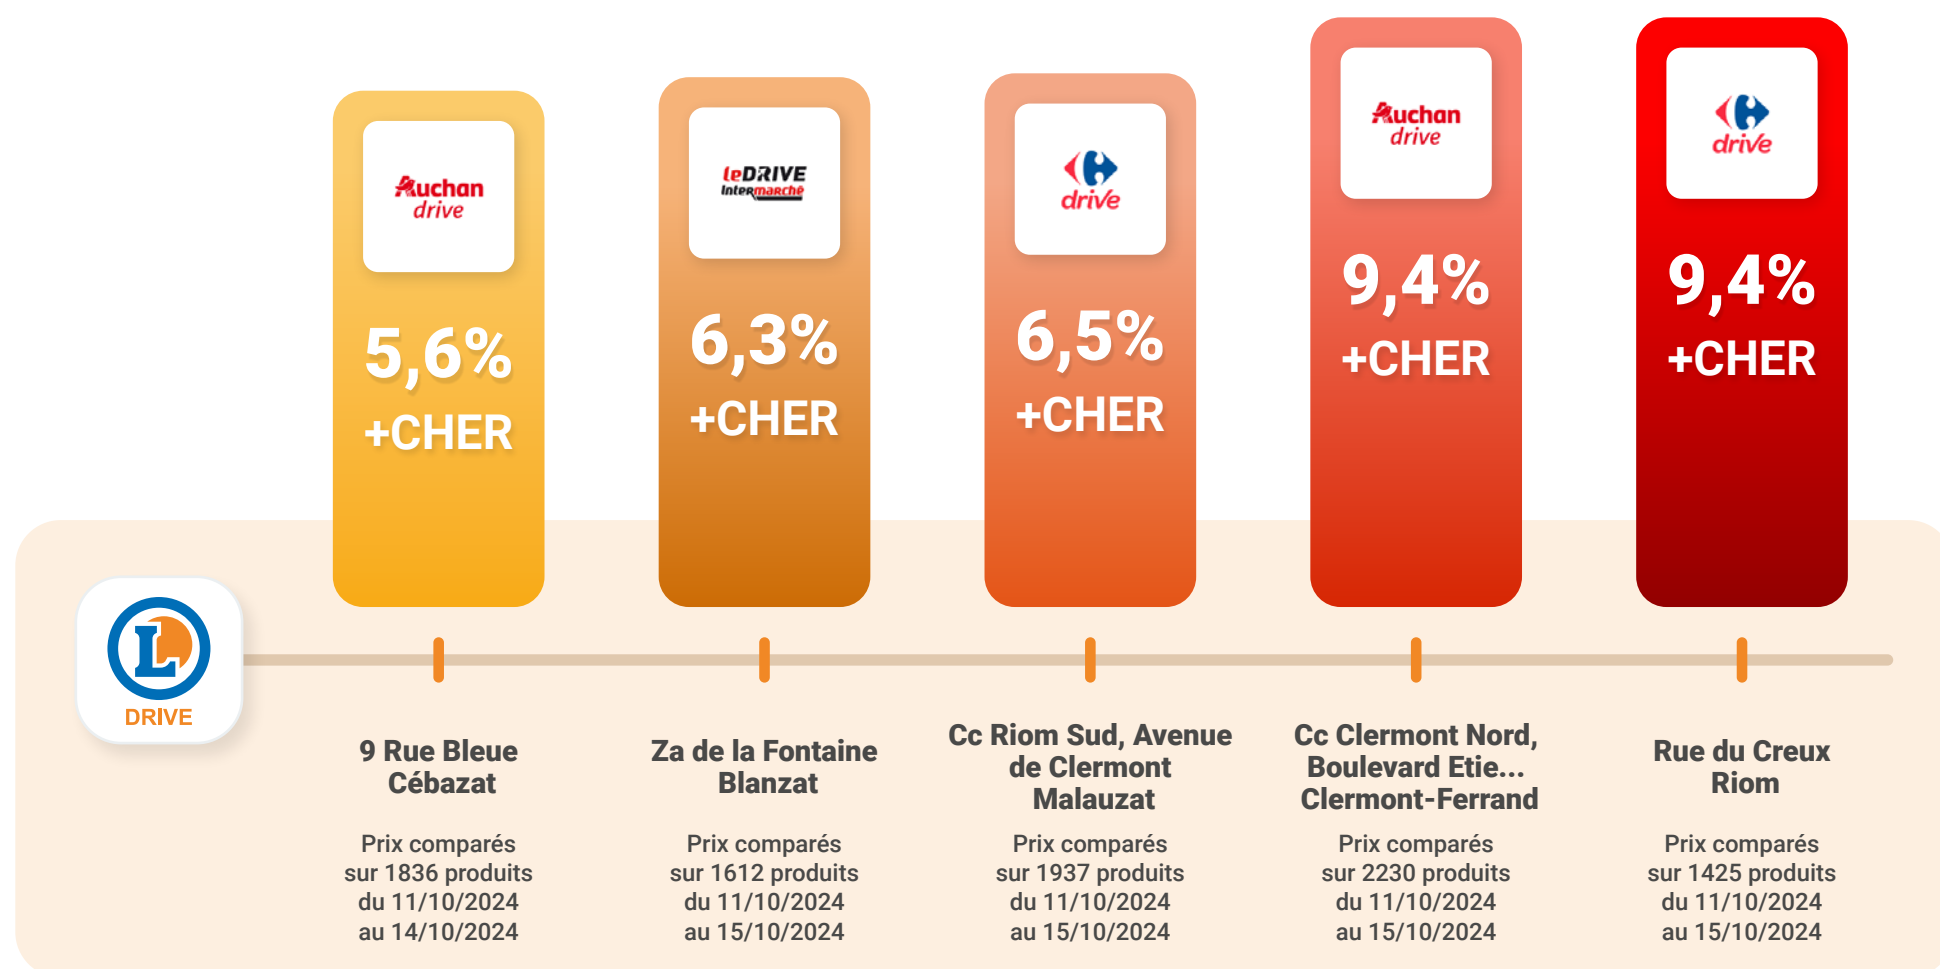 Auchan
drive
5,6%
+CHER
leDRIVE
Intermarché
6,3%
+CHER
drive
6,5%
+CHER
Auchan
drive
9,4%
+CHER
drive
9,4%
+CHER
L
DRIVE
9 Rue Bleue
Cébazat
Prix comparés
sur 1836 produits
du 11/10/2024
au 14/10/2024
Za de la Fontaine
Blanzat
Prix comparés
sur 1612 produits
du 11/10/2024
au 15/10/2024
Cc Riom Sud, Avenue
de Clermont
Malauzat
Prix comparés
sur 1937 produits
du 11/10/2024
au 15/10/2024
Cc Clermont Nord,
Boulevard Etie...
Clermont-Ferrand
Prix comparés
sur 2230 produits
du 11/10/2024
au 15/10/2024
Rue du Creux
Riom
Prix comparés
sur 1425 produits
du 11/10/2024
au 15/10/2024